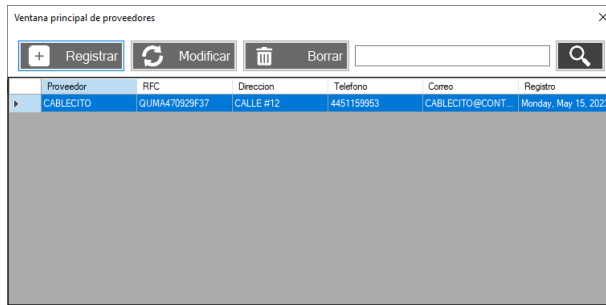 Ventana principal de proveedores
Registrar Modificar Borrar
Proveedor RFC Direccion Telefono Correo Registro
CABLECITO QUMA470929F37 CALLE #12 4451159953 CABLECITO@CONT... Monday, May 15, 2023